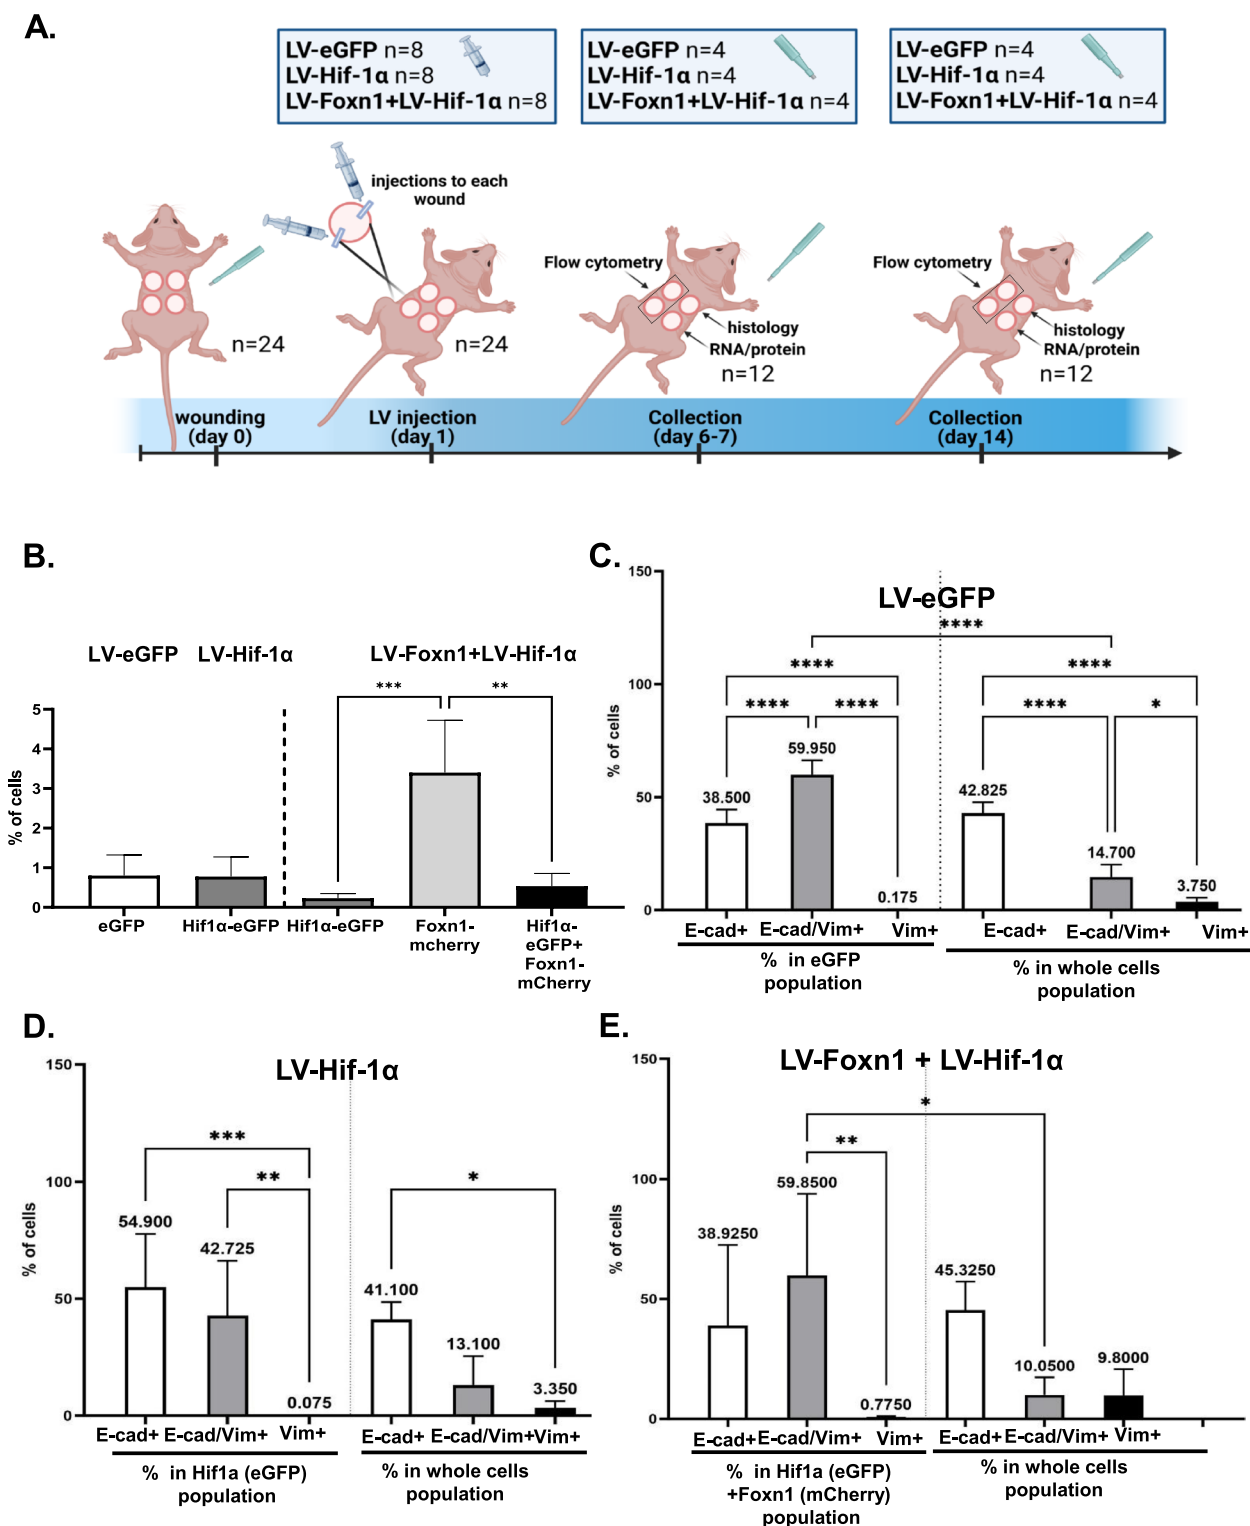 A.
LV-eGFP n=8
LV-Hif-1α n=8
LV-Foxn1+LV-Hif-1α n=8
LV-eGFP n=4
LV-Hif-1α n=4
LV-Foxn1+LV-Hif-1α n=4
LV-eGFP n=4
LV-Hif-1α n=4
LV-Foxn1+LV-Hif-1α n=4
injections to each
wound
n=24
n=24
Flow cytometry
histology
RNA/protein
n=12
Flow cytometry
histology
RNA/protein
n=12
wounding
(day 0)
LV injection
(day 1)
Collection
(day 6-7)
Collection
(day 14)
B.
LV-eGFP
LV-Hif-1α
LV-Foxn1+LV-Hif-1α
***
**
% of cells
5
4
3
2
1
0
eGFP
Hif1α-eGFP
Hif1α-eGFP
Foxn1-
mcherry
Hif1α-
eGFP+
Foxn1-
mCherry
C.
LV-eGFP
% of cells
150
100
50
0
****
****
****
****
****
****
*
38.500
59.950
0.175
42.825
14.700
3.750
E-cad+
E-cad/Vim+
Vim+
E-cad+
E-cad/Vim+
Vim+
% in eGFP
population
% in whole cells
population
D.
LV-Hif-1α
% of cells
150
100
50
0
***
**
*
54.900
42.725
0.075
41.100
13.100
3.350
E-cad+
E-cad/Vim+
Vim+
E-cad+
E-cad/Vim+
Vim+
% in Hif1a (eGFP)
population
% in whole cells
population
E.
LV-Foxn1 + LV-Hif-1α
% of cells
150
100
50
0
*
**
38.9250
59.8500
0.7750
45.3250
10.0500
9.8000
E-cad+
E-cad/Vim+
Vim+
E-cad+
E-cad/Vim+
Vim+
% in Hif1a (eGFP)
+Foxn1 (mCherry)
population
% in whole cells
population